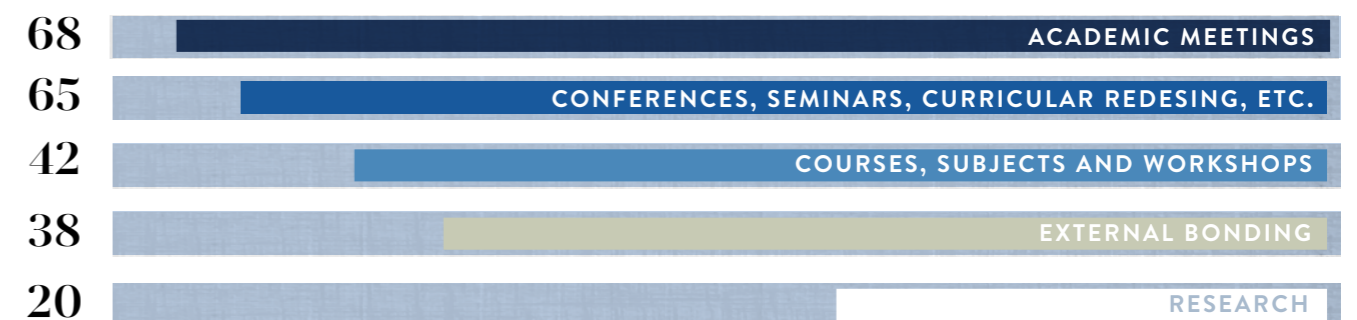 68 ACADEMIC MEETINGS
65 CONFERENCES, SEMINARS, CURRICULAR REDESING, ETC.
42 COURSES, SUBJECTS AND WORKSHOPS
38 EXTERNAL BONDING
20 RESEARCH